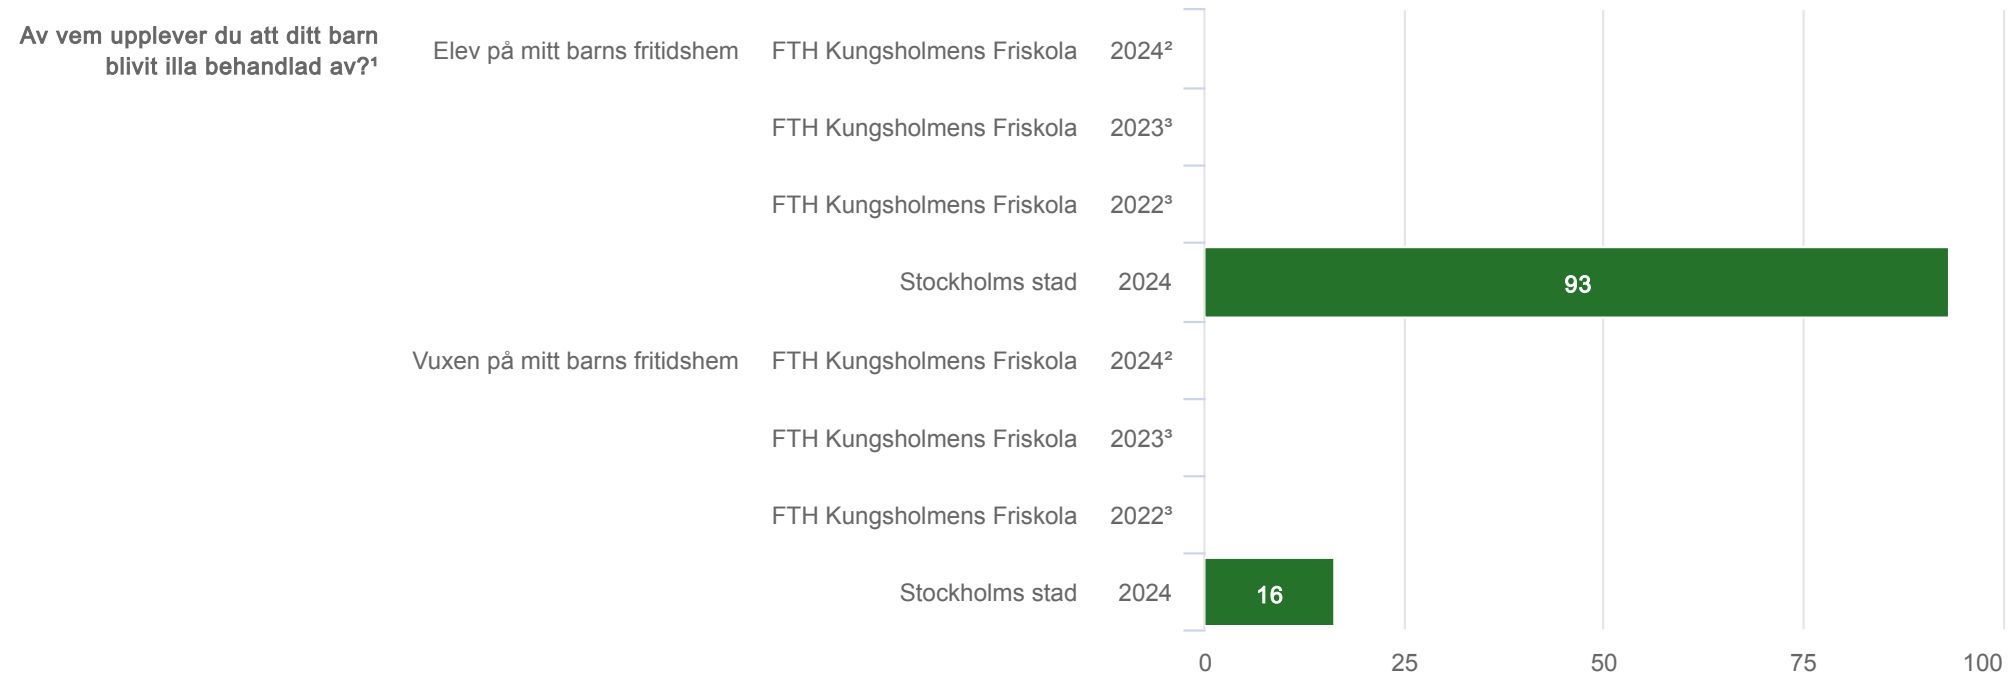 Av vem upplever du att ditt barn
blivit illa behandlad av?¹
Elev på mitt barns fritidshem FTH Kungsholmens Friskola 2024²
FTH Kungsholmens Friskola 2023³
FTH Kungsholmens Friskola 2022³
Stockholms stad 2024 93
Vuxen på mitt barns fritidshem FTH Kungsholmens Friskola 2024²
FTH Kungsholmens Friskola 2023³
FTH Kungsholmens Friskola 2022³
Stockholms stad 2024 16
0 25 50 75 100